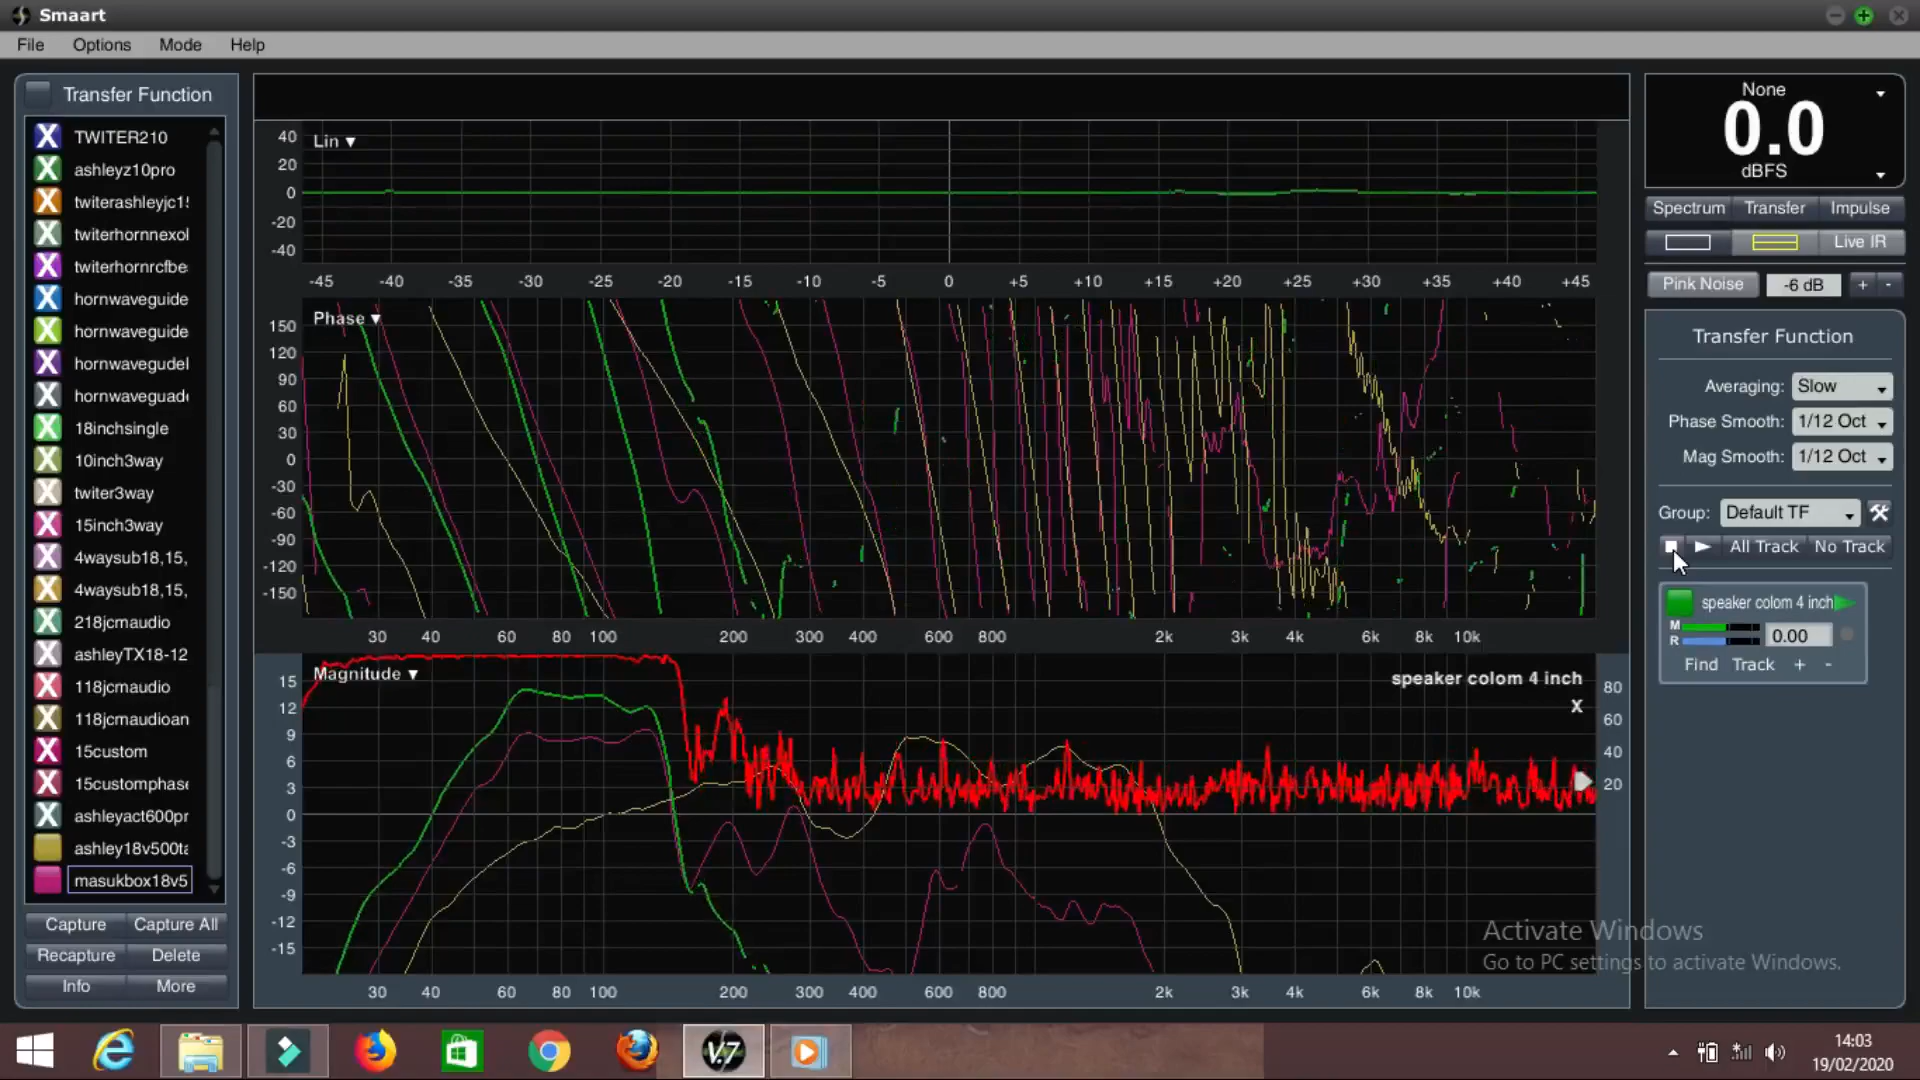 Smaart
File Options Mode Help
Transfer Function
TWITER210
ashleyz10pro
twiterashleyjc1
twiterhornnexol
twiterhornrcfbe
hornwaveguide
hornwaveguide
hornwavegudel
hornwaveguad
18inchsingle
10inch3way
twiter3way
15inch3way
4waysub18,15,
4waysub18,15,
218jcmaudio
ashleyTX18-12
118jcmaudio
118jcmaudioan
15custom
15customphase
ashleyact600pr
ashley18v500ta
masukbox18v5
Capture Capture All
Recapture Delete
Info More
Lin
40
20
0
-20
-40
-45 -40 -35 -30 -25 -20 -15 -10 -5 0 +5 +10 +15 +20 +25 +30 +35 +40 +45
Phase
150
120
90
60
30
0
-30
-60
-90
-120
-150
30 40 60 80 100 200 300 400 600 800 2k 3k 4k 6k 8k 10k
Magnitude
speaker colom 4 inch
X
15
12
9
6
3
0
-3
-6
-9
-12
-15
80
60
40
20
30 40 60 80 100 200 300 400 600 800 2k 3k 4k 6k 8k 10k
None
0.0
dBFS
Spectrum Transfer Impulse
Live IR
Pink Noise -6 dB + -
Transfer Function
Averaging: Slow
Phase Smooth: 1/12 Oct
Mag Smooth: 1/12 Oct
Group: Default TF
All Track No Track
speaker colom 4 inch
M
R
0.00
Find Track + -
Activate Windows
Go to PC settings to activate Windows.
V.7
14:03
19/02/2020